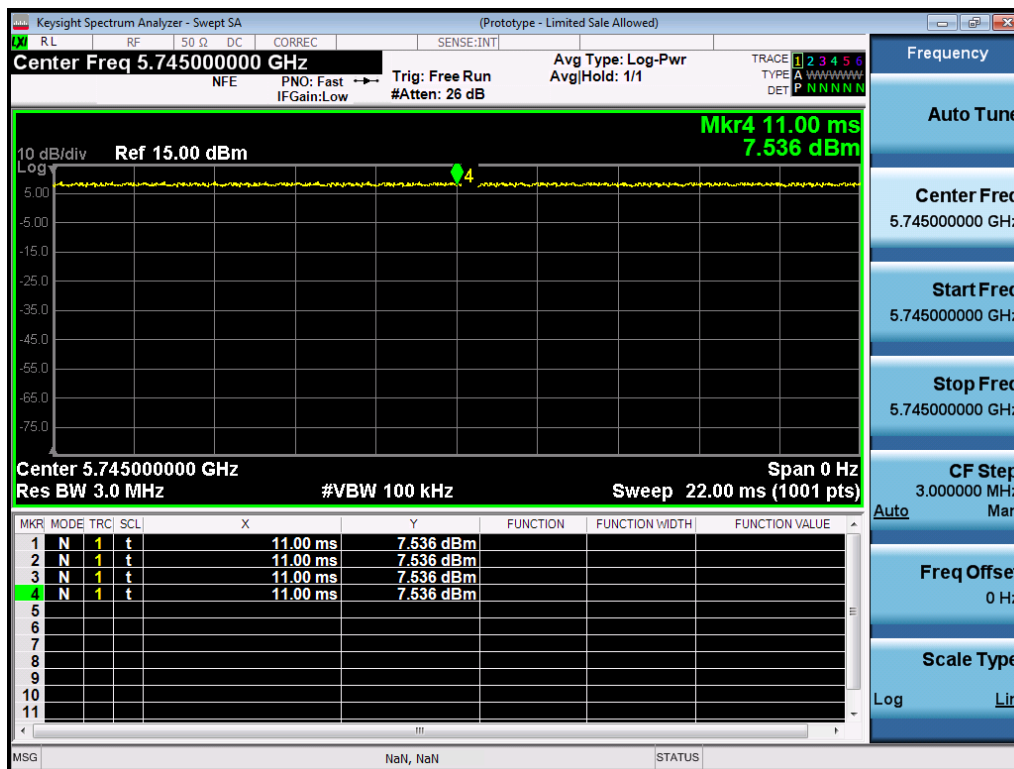 Keysight Spectrum Analyzer - Swept SA (Prototype - Limited Sale Allowed)
LXI RL RF 50 Ω DC CORREC SENSE:INT
Center Freq 5.745000000 GHz
NFE PNO: Fast IFGain:Low
Trig: Free Run
#Atten: 26 dB
Avg Type: Log-Pwr
Avg|Hold: 1/1
TRACE 1 2 3 4 5 6
TYPE A WWWWW
DET P N N N N N
Mkr4 11.00 ms
7.536 dBm
10 dB/div Ref 15.00 dBm
Log
4
5.00
-5.00
-15.0
-25.0
-35.0
-45.0
-55.0
-65.0
-75.0
Center 5.745000000 GHz Span 0 Hz
Res BW 3.0 MHz #VBW 100 kHz Sweep 22.00 ms (1001 pts)
MKR MODE TRC SCL X Y FUNCTION FUNCTION WIDTH FUNCTION VALUE
1 N 1 t 11.00 ms 7.536 dBm
2 N 1 t 11.00 ms 7.536 dBm
3 N 1 t 11.00 ms 7.536 dBm
4 N 1 t 11.00 ms 7.536 dBm
5
6
7
8
9
10
11
MSG NaN, NaN STATUS
Frequency
Auto Tune
Center Freq
5.745000000 GHz
Start Freq
5.745000000 GHz
Stop Freq
5.745000000 GHz
CF Step
3.000000 MHz
Auto Man
Freq Offset
0 Hz
Scale Type
Log Lin